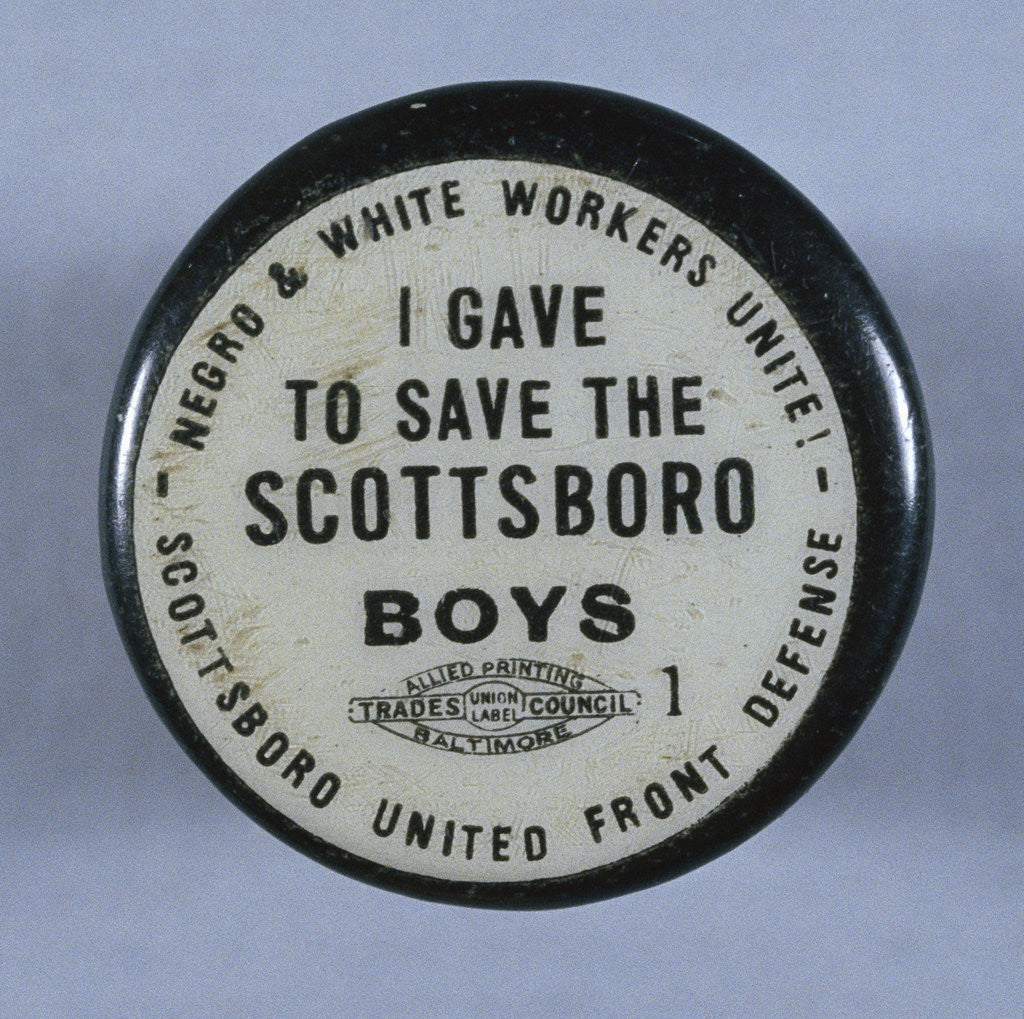 - NEGRO & WHITE WORKERS UNITE! -
I GAVE
TO SAVE THE
SCOTTSBORO
BOYS
ALLIED PRINTING
TRADES UNION LABEL COUNCIL
BALTIMORE
1
SCOTTSBORO UNITED FRONT DEFENSE